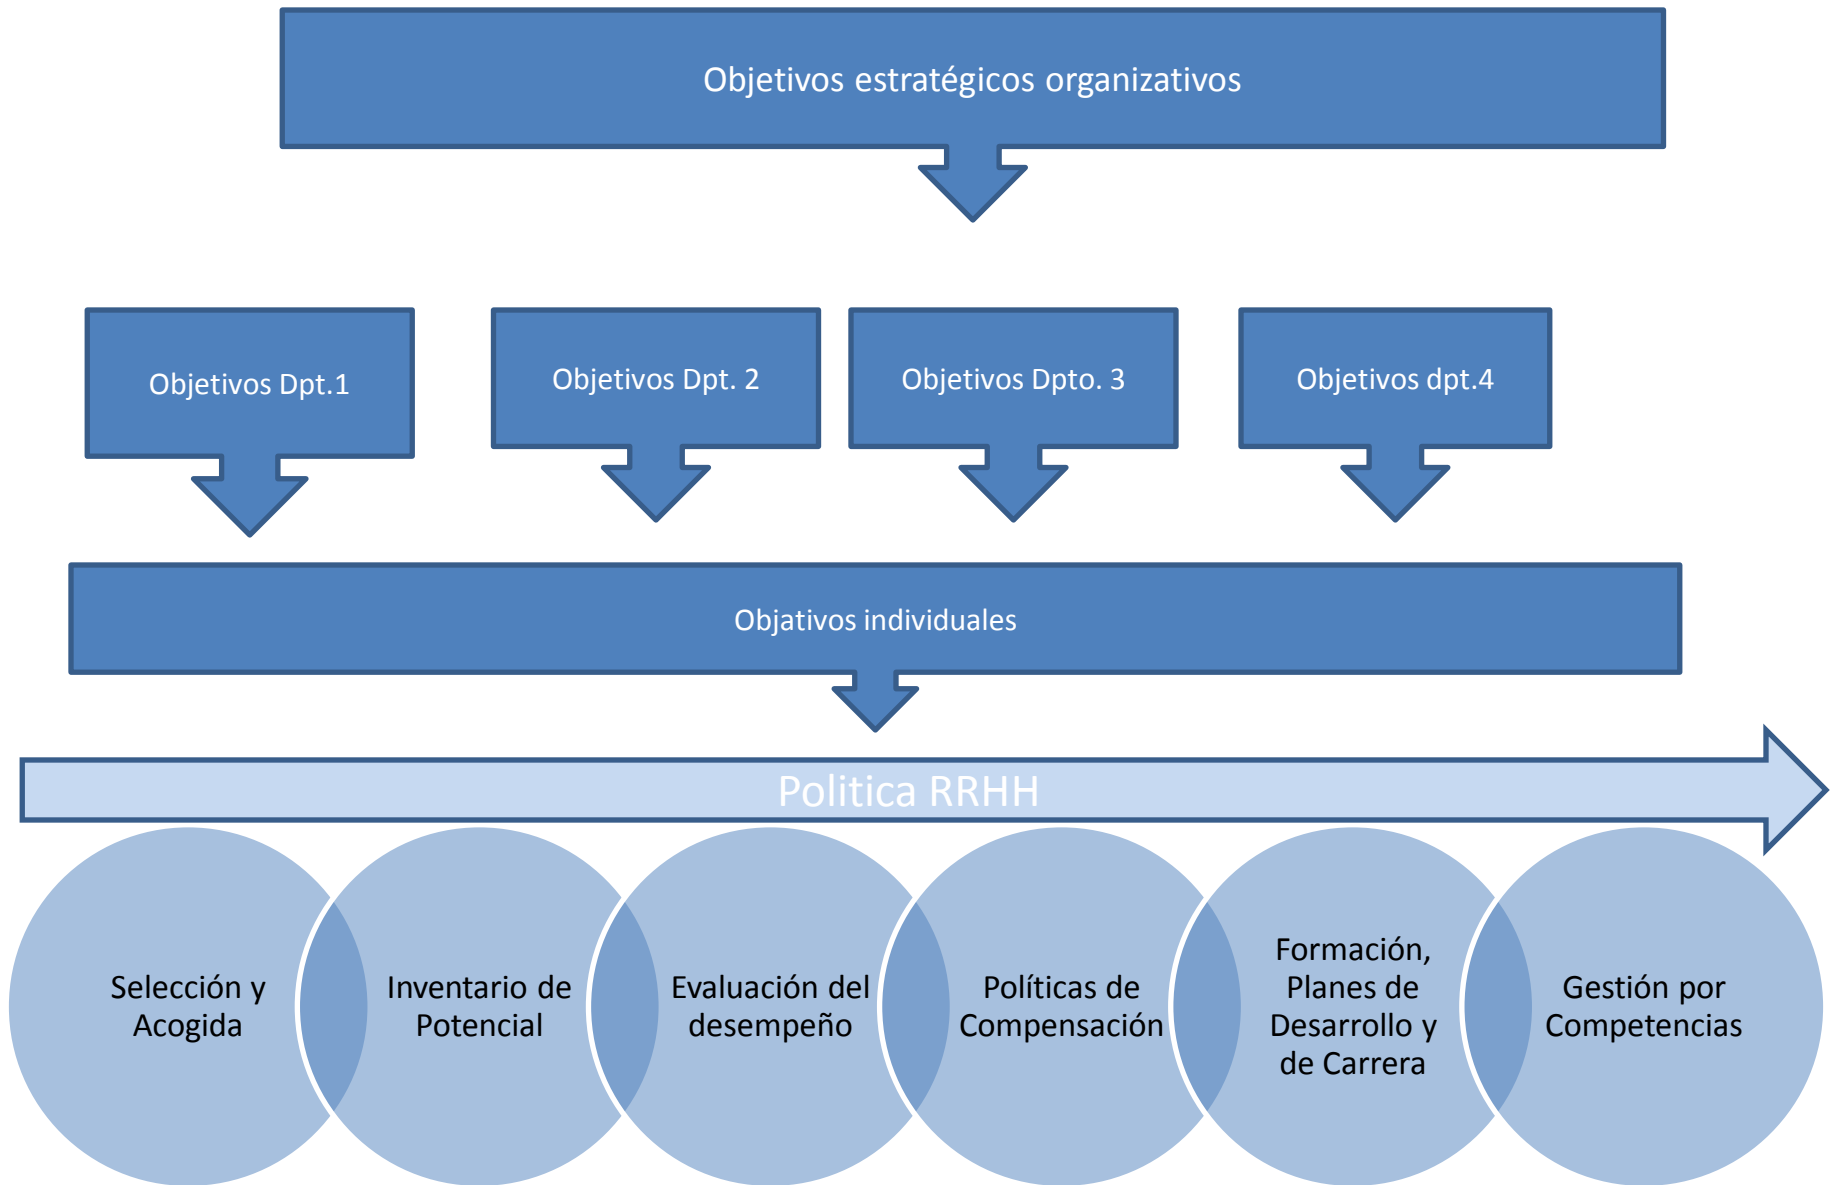 Objetivos estratégicos organizativos
Objetivos Dpt.1
Objetivos Dpt. 2
Objetivos Dpto. 3
Objetivos dpt.4
Objativos individuales
Politica RRHH
Selección y
Acogida
Inventario de
Potencial
Evaluación del
desempeño
Políticas de
Compensación
Formación,
Planes de
Desarrollo y
de Carrera
Gestión por
Competencias